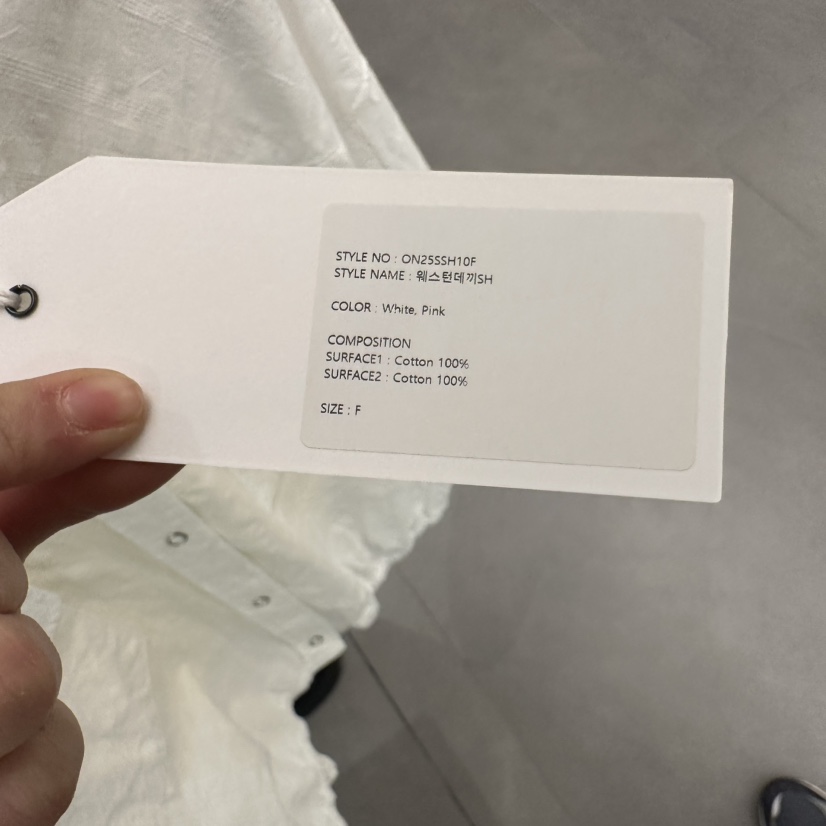 STYLE NO : ON25SSH10F
STYLE NAME : 웨스턴데끼SH
COLOR : White, Pink
COMPOSITION
SURFACE1 : Cotton 100%
SURFACE2 : Cotton 100%
SIZE : F